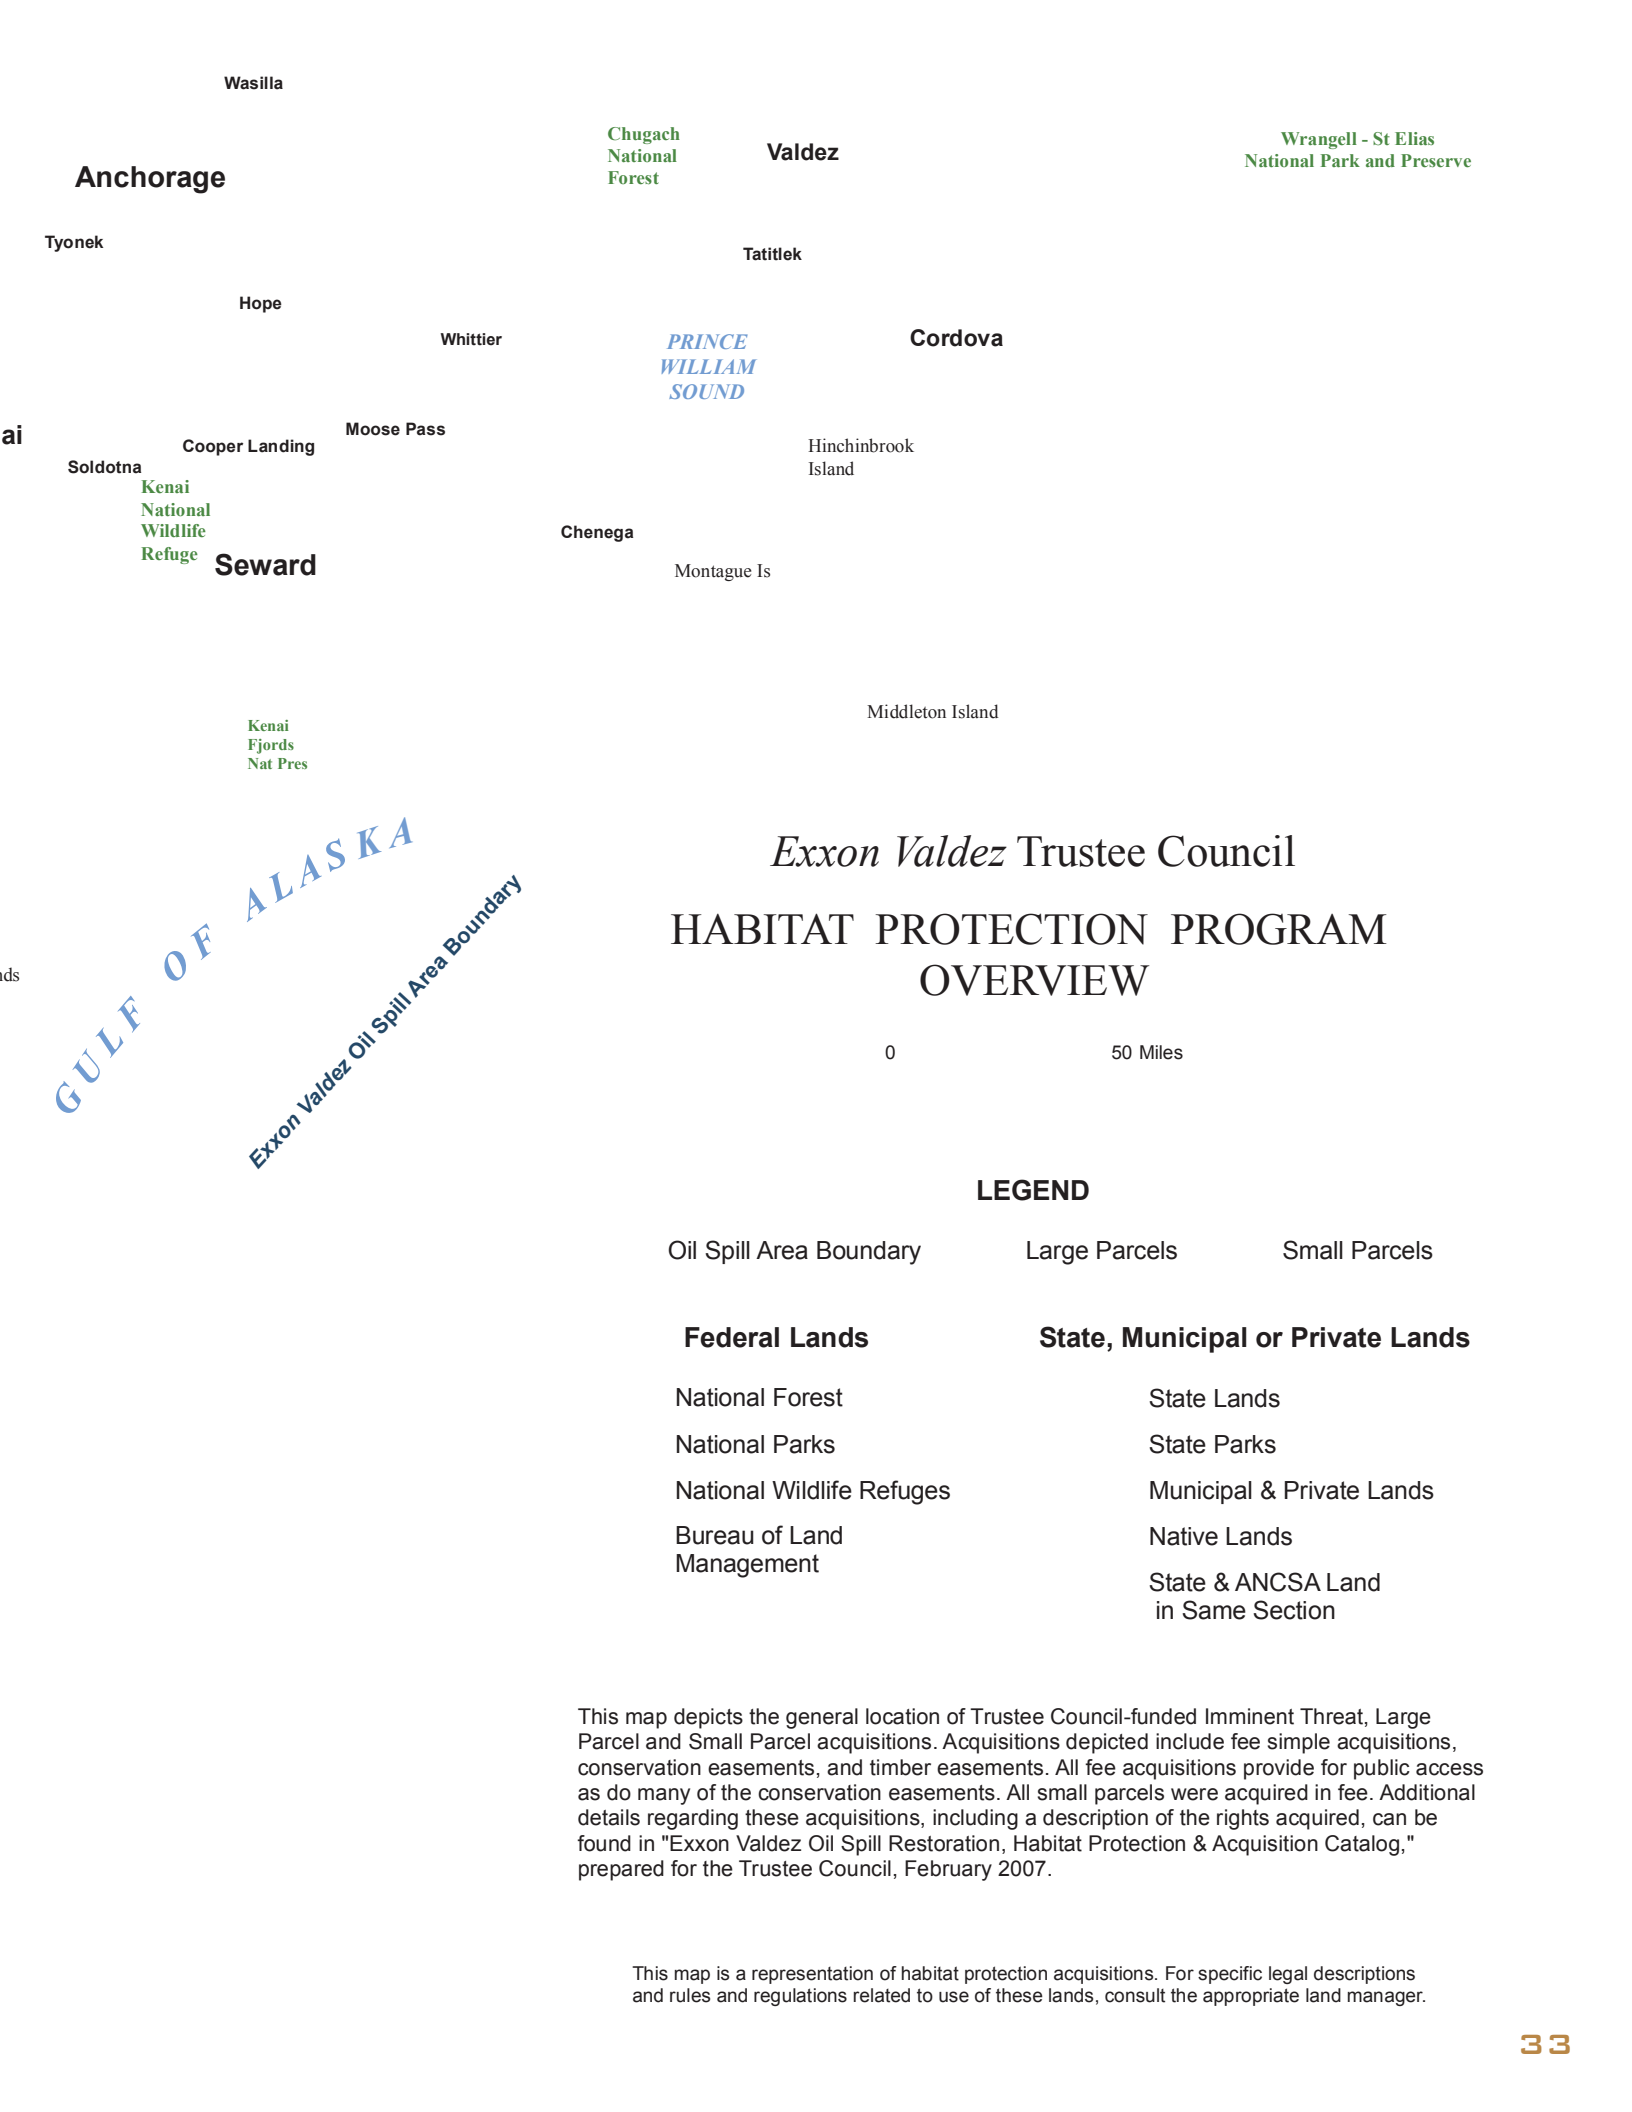 Wasilla
Chugach
National
Forest
Valdez
Wrangell - St Elias
National Park and Preserve
Anchorage
Tyonek
Tatitlek
Hope
Whittier
PRINCE
WILLIAM
SOUND
Cordova
ai
Moose Pass
Cooper Landing
Soldotna
Hinchinbrook
Island
Kenai
National
Wildlife
Refuge
Seward
Chenega
Montague Is
Middleton Island
Kenai
Fjords
Nat Pres
GULF OF ALASKA
Exxon Valdez Oil Spill Area Boundary
nds
Exxon Valdez Trustee Council
HABITAT PROTECTION PROGRAM
OVERVIEW
0 50 Miles
LEGEND
Oil Spill Area Boundary Large Parcels Small Parcels
Federal Lands
National Forest
National Parks
National Wildlife Refuges
Bureau of Land
Management
State, Municipal or Private Lands
State Lands
State Parks
Municipal & Private Lands
Native Lands
State & ANCSA Land
in Same Section
This map depicts the general location of Trustee Council-funded Imminent Threat, Large
Parcel and Small Parcel acquisitions. Acquisitions depicted include fee simple acquisitions,
conservation easements, and timber easements. All fee acquisitions provide for public access
as do many of the conservation easements. All small parcels were acquired in fee. Additional
details regarding these acquisitions, including a description of the rights acquired, can be
found in "Exxon Valdez Oil Spill Restoration, Habitat Protection & Acquisition Catalog,"
prepared for the Trustee Council, February 2007.
This map is a representation of habitat protection acquisitions. For specific legal descriptions
and rules and regulations related to use of these lands, consult the appropriate land manager.
33